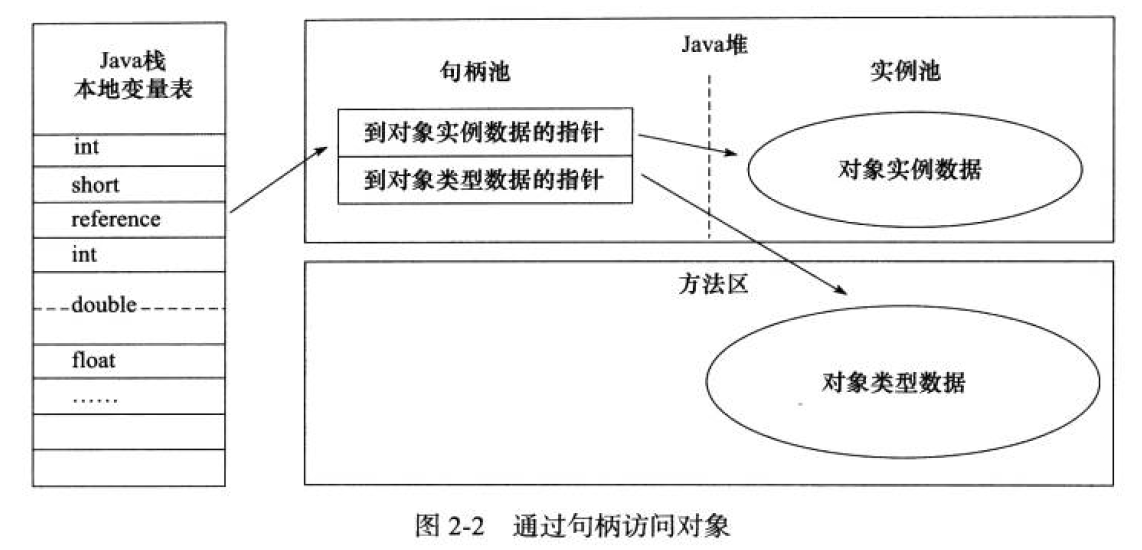 Java栈
本地变量表
int
short
reference
int
double
float
……
Java堆
句柄池
实例池
到对象实例数据的指针
到对象类型数据的指针
对象实例数据
方法区
对象类型数据
图 2-2 通过句柄访问对象